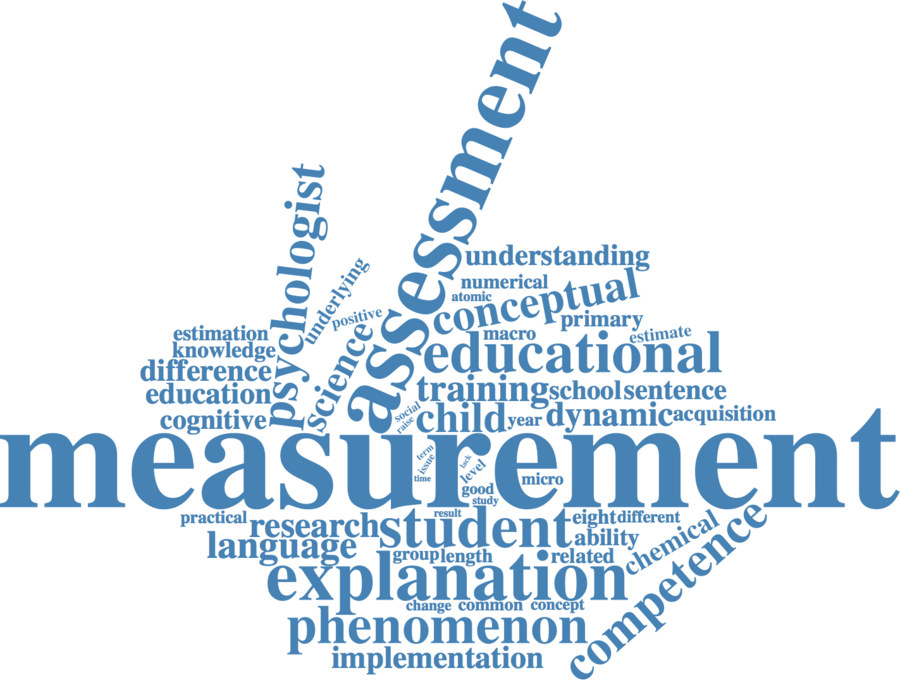 assessment
psychologist
understanding
underlying
numerical
atomic
conceptual
positive
primary
estimation
macro
estimate
knowledge
science
educational
difference
education
training
school
sentence
cognitive
social
raise
child
year
dynamic
acquisition
measurement
term
issue
time
lack
level
good
study
micro
practical
research
result
student
eight
different
language
ability
group
length
related
chemical
explanation
competence
change
common
concept
phenomenon
implementation